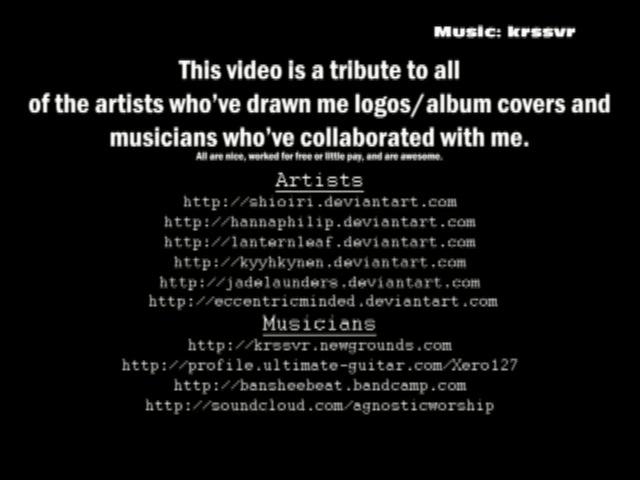 Music: krssvr
This video is a tribute to all
of the artists who've drawn me logos/album covers and
musicians who've collaborated with me.
All are nice, worked for free or little pay, and are awesome.
Artists
http://shioiri.deviantart.com
http://hannaphilip.deviantart.com
http://lanternleaf.deviantart.com
http://kyyhkynen.deviantart.com
http://jadelaunders.deviantart.com
http://eccentricminded.deviantart.com
Musicians
http://krssvr.newgrounds.com
http://profile.ultimate-guitar.com/Xero127
http://bansheebeat.bandcamp.com
http://soundcloud.com/agnosticworship